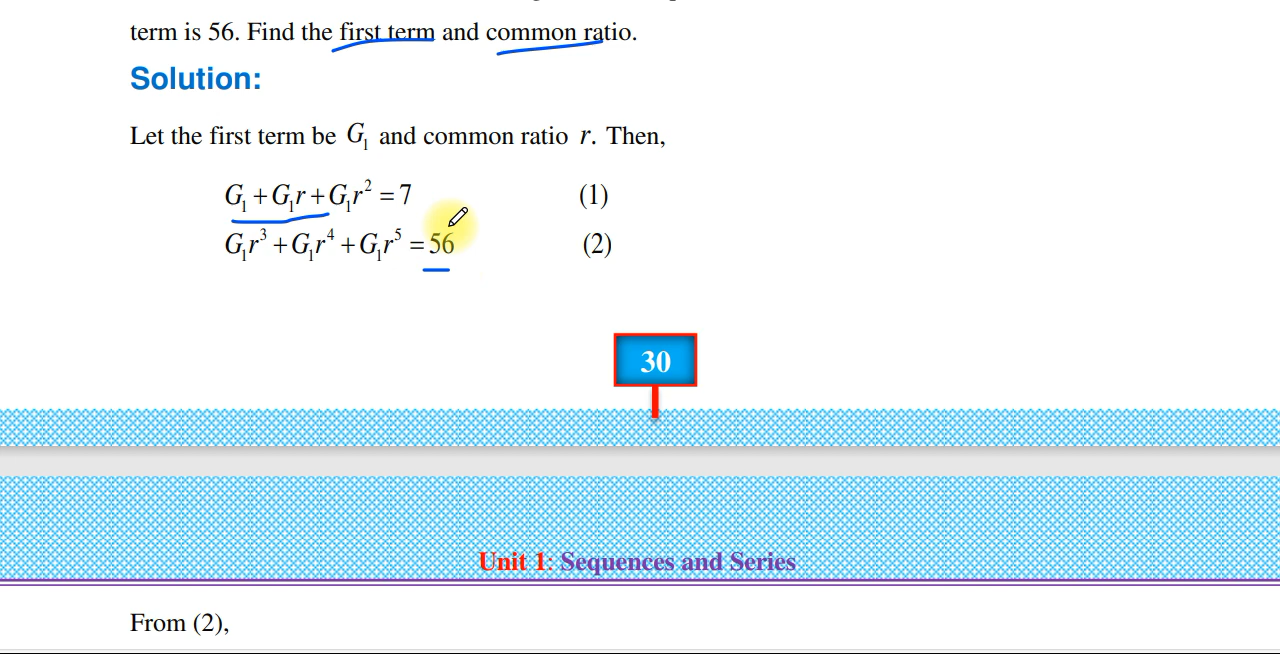 term is 56. Find the first term and common ratio.
Solution:
Let the first term be G₁ and common ratio r. Then,
G₁ + G₁r + G₁r² = 7 (1)
G₁r³ + G₁r⁴ + G₁r⁵ = 56 (2)
30
Unit 1: Sequences and Series
From (2),